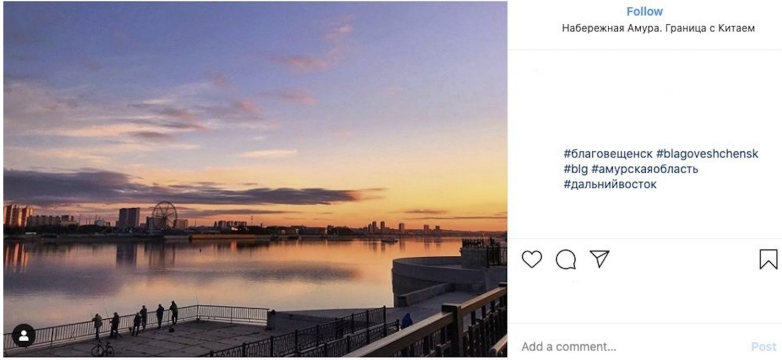 Follow
Набережная Амура. Граница с Китаем
#благовещенск #blagoveshchensk
#blg #амурскаяобласть
#дальнийвосток
Add a comment...
Post